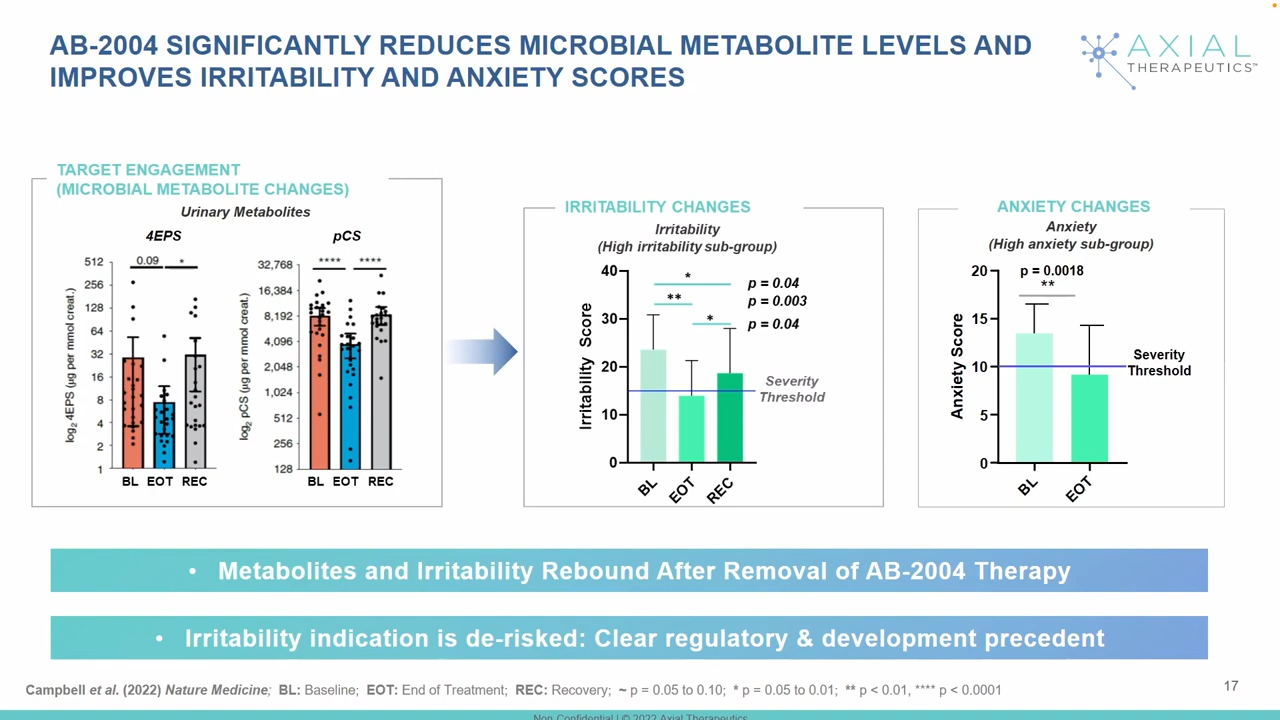 AB-2004 SIGNIFICANTLY REDUCES MICROBIAL METABOLITE LEVELS AND
IMPROVES IRRITABILITY AND ANXIETY SCORES
AXIAL
THERAPEUTICS™
TARGET ENGAGEMENT
(MICROBIAL METABOLITE CHANGES)
Urinary Metabolites
4EPS
0.09
*
512
256
128
64
32
16
8
4
2
1
log2 4EPS (µg per mmol creat.)
BL EOT REC
pCS
**** ****
32,768
16,384
8,192
4,096
2,048
1,024
512
256
128
log2 pCS (µg per mmol creat.)
BL EOT REC
IRRITABILITY CHANGES
Irritability
(High irritability sub-group)
40
30
20
10
0
Irritability Score
* p = 0.04
** p = 0.003
* p = 0.04
Severity
Threshold
BL EOT REC
ANXIETY CHANGES
Anxiety
(High anxiety sub-group)
20
15
10
5
0
Anxiety Score
p = 0.0018
**
Severity
Threshold
BL EOT
• Metabolites and Irritability Rebound After Removal of AB-2004 Therapy
• Irritability indication is de-risked: Clear regulatory & development precedent
Campbell et al. (2022) Nature Medicine; BL: Baseline; EOT: End of Treatment; REC: Recovery; ~ p = 0.05 to 0.10; * p = 0.05 to 0.01; ** p < 0.01, **** p < 0.0001
17
Non-Confidential | © 2022 Axial Therapeutics